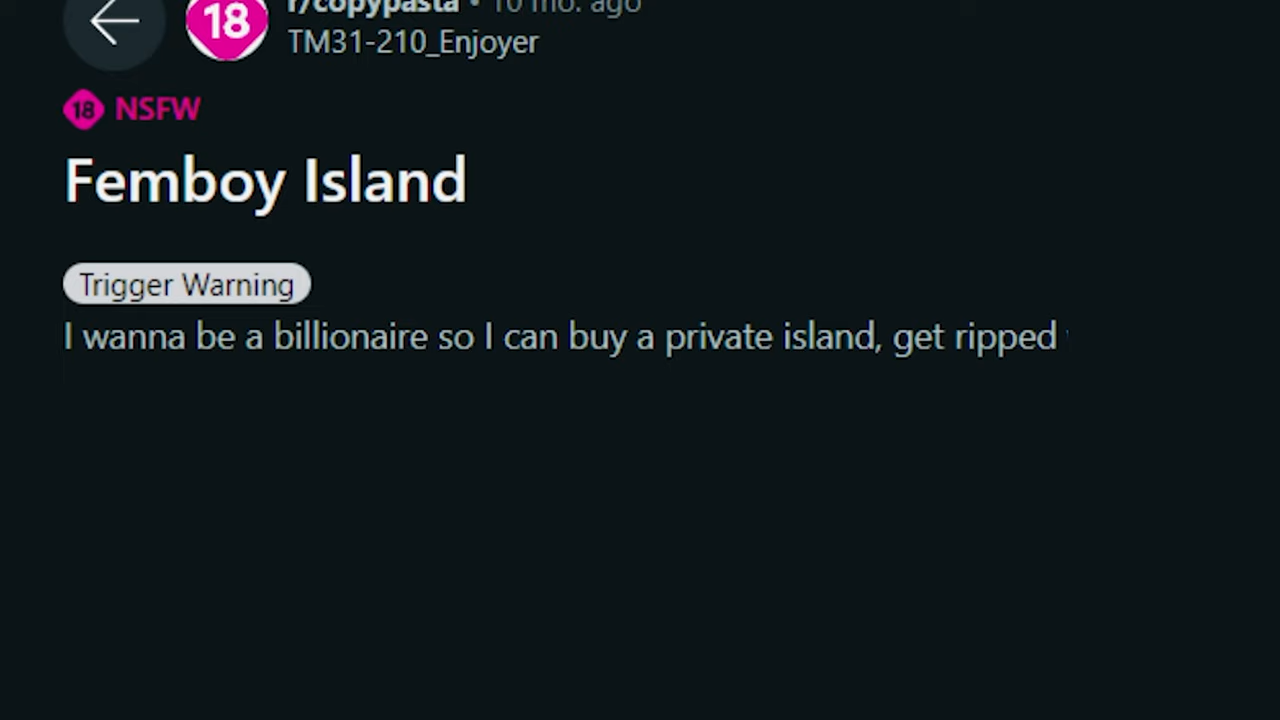 r/copypasta • 10 mo. ago
18
TM31-210_Enjoyer
18 NSFW
Femboy Island
Trigger Warning
I wanna be a billionaire so I can buy a private island, get ripped